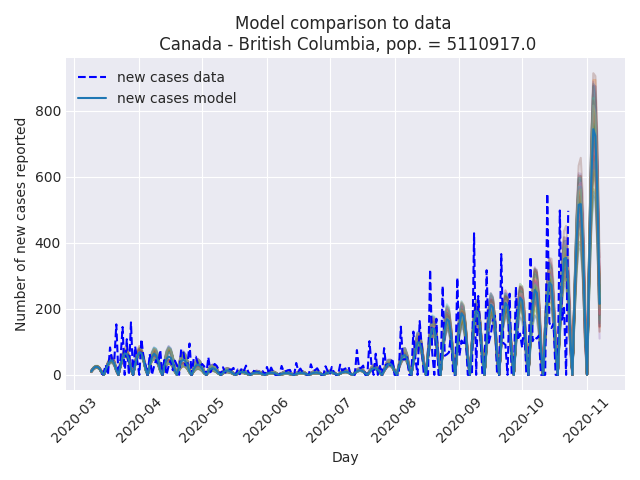 Model comparison to data
Canada - British Columbia, pop. = 5110917.0
new cases data
new cases model
Number of new cases reported
800
600
400
200
0
2020-03
2020-04
2020-05
2020-06
2020-07
2020-08
2020-09
2020-10
2020-11
Day